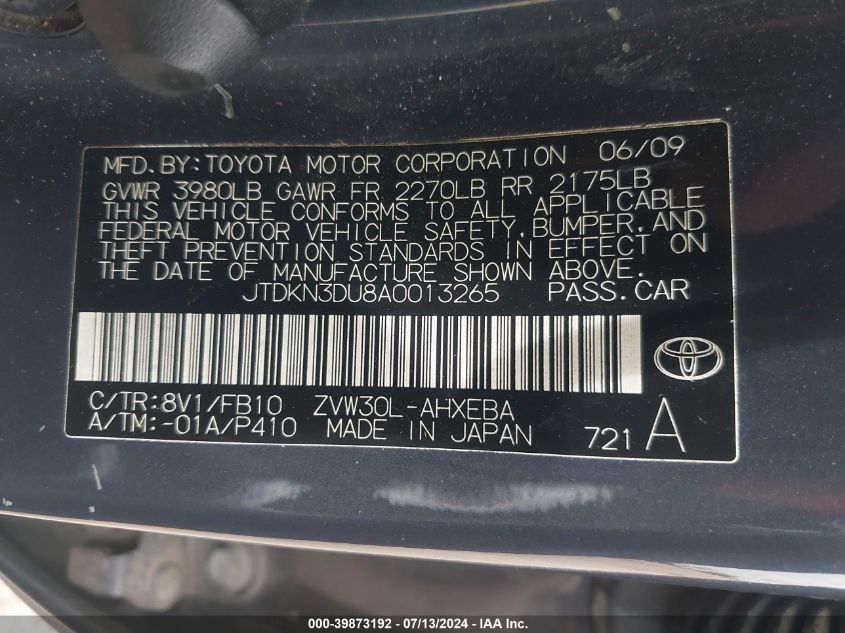 MFD.BY:TOYOTA MOTOR CORPORATION 06/09
GVWR 3980LB GAWR FR 2270LB RR 2175LB
THIS VEHICLE CONFORMS TO ALL APPLICABLE
FEDERAL MOTOR VEHICLE SAFETY,BUMPER,AND
THEFT PREVENTION STANDARDS IN EFFECT ON
THE DATE OF MANUFACTURE SHOWN ABOVE.
JTDKN3DU8A0013265 PASS.CAR
C/TR:8V1/FB10 ZVW30L-AHXEBA
A/TM:-01A/P410 MADE IN JAPAN 721 A
000-39873192 - 07/13/2024 - IAA Inc.